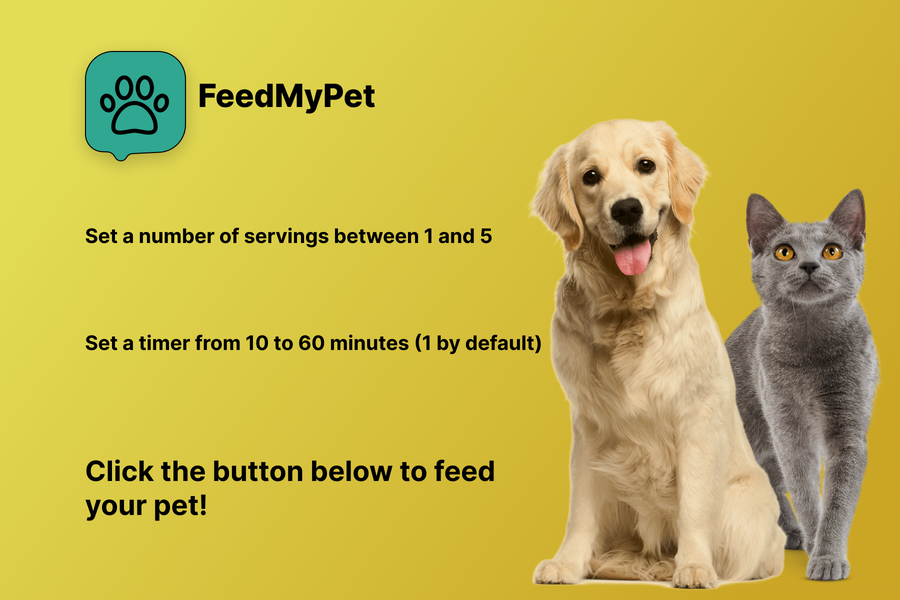 FeedMyPet
Set a number of servings between 1 and 5
Set a timer from 10 to 60 minutes (1 by default)
Click the button below to feed
your pet!